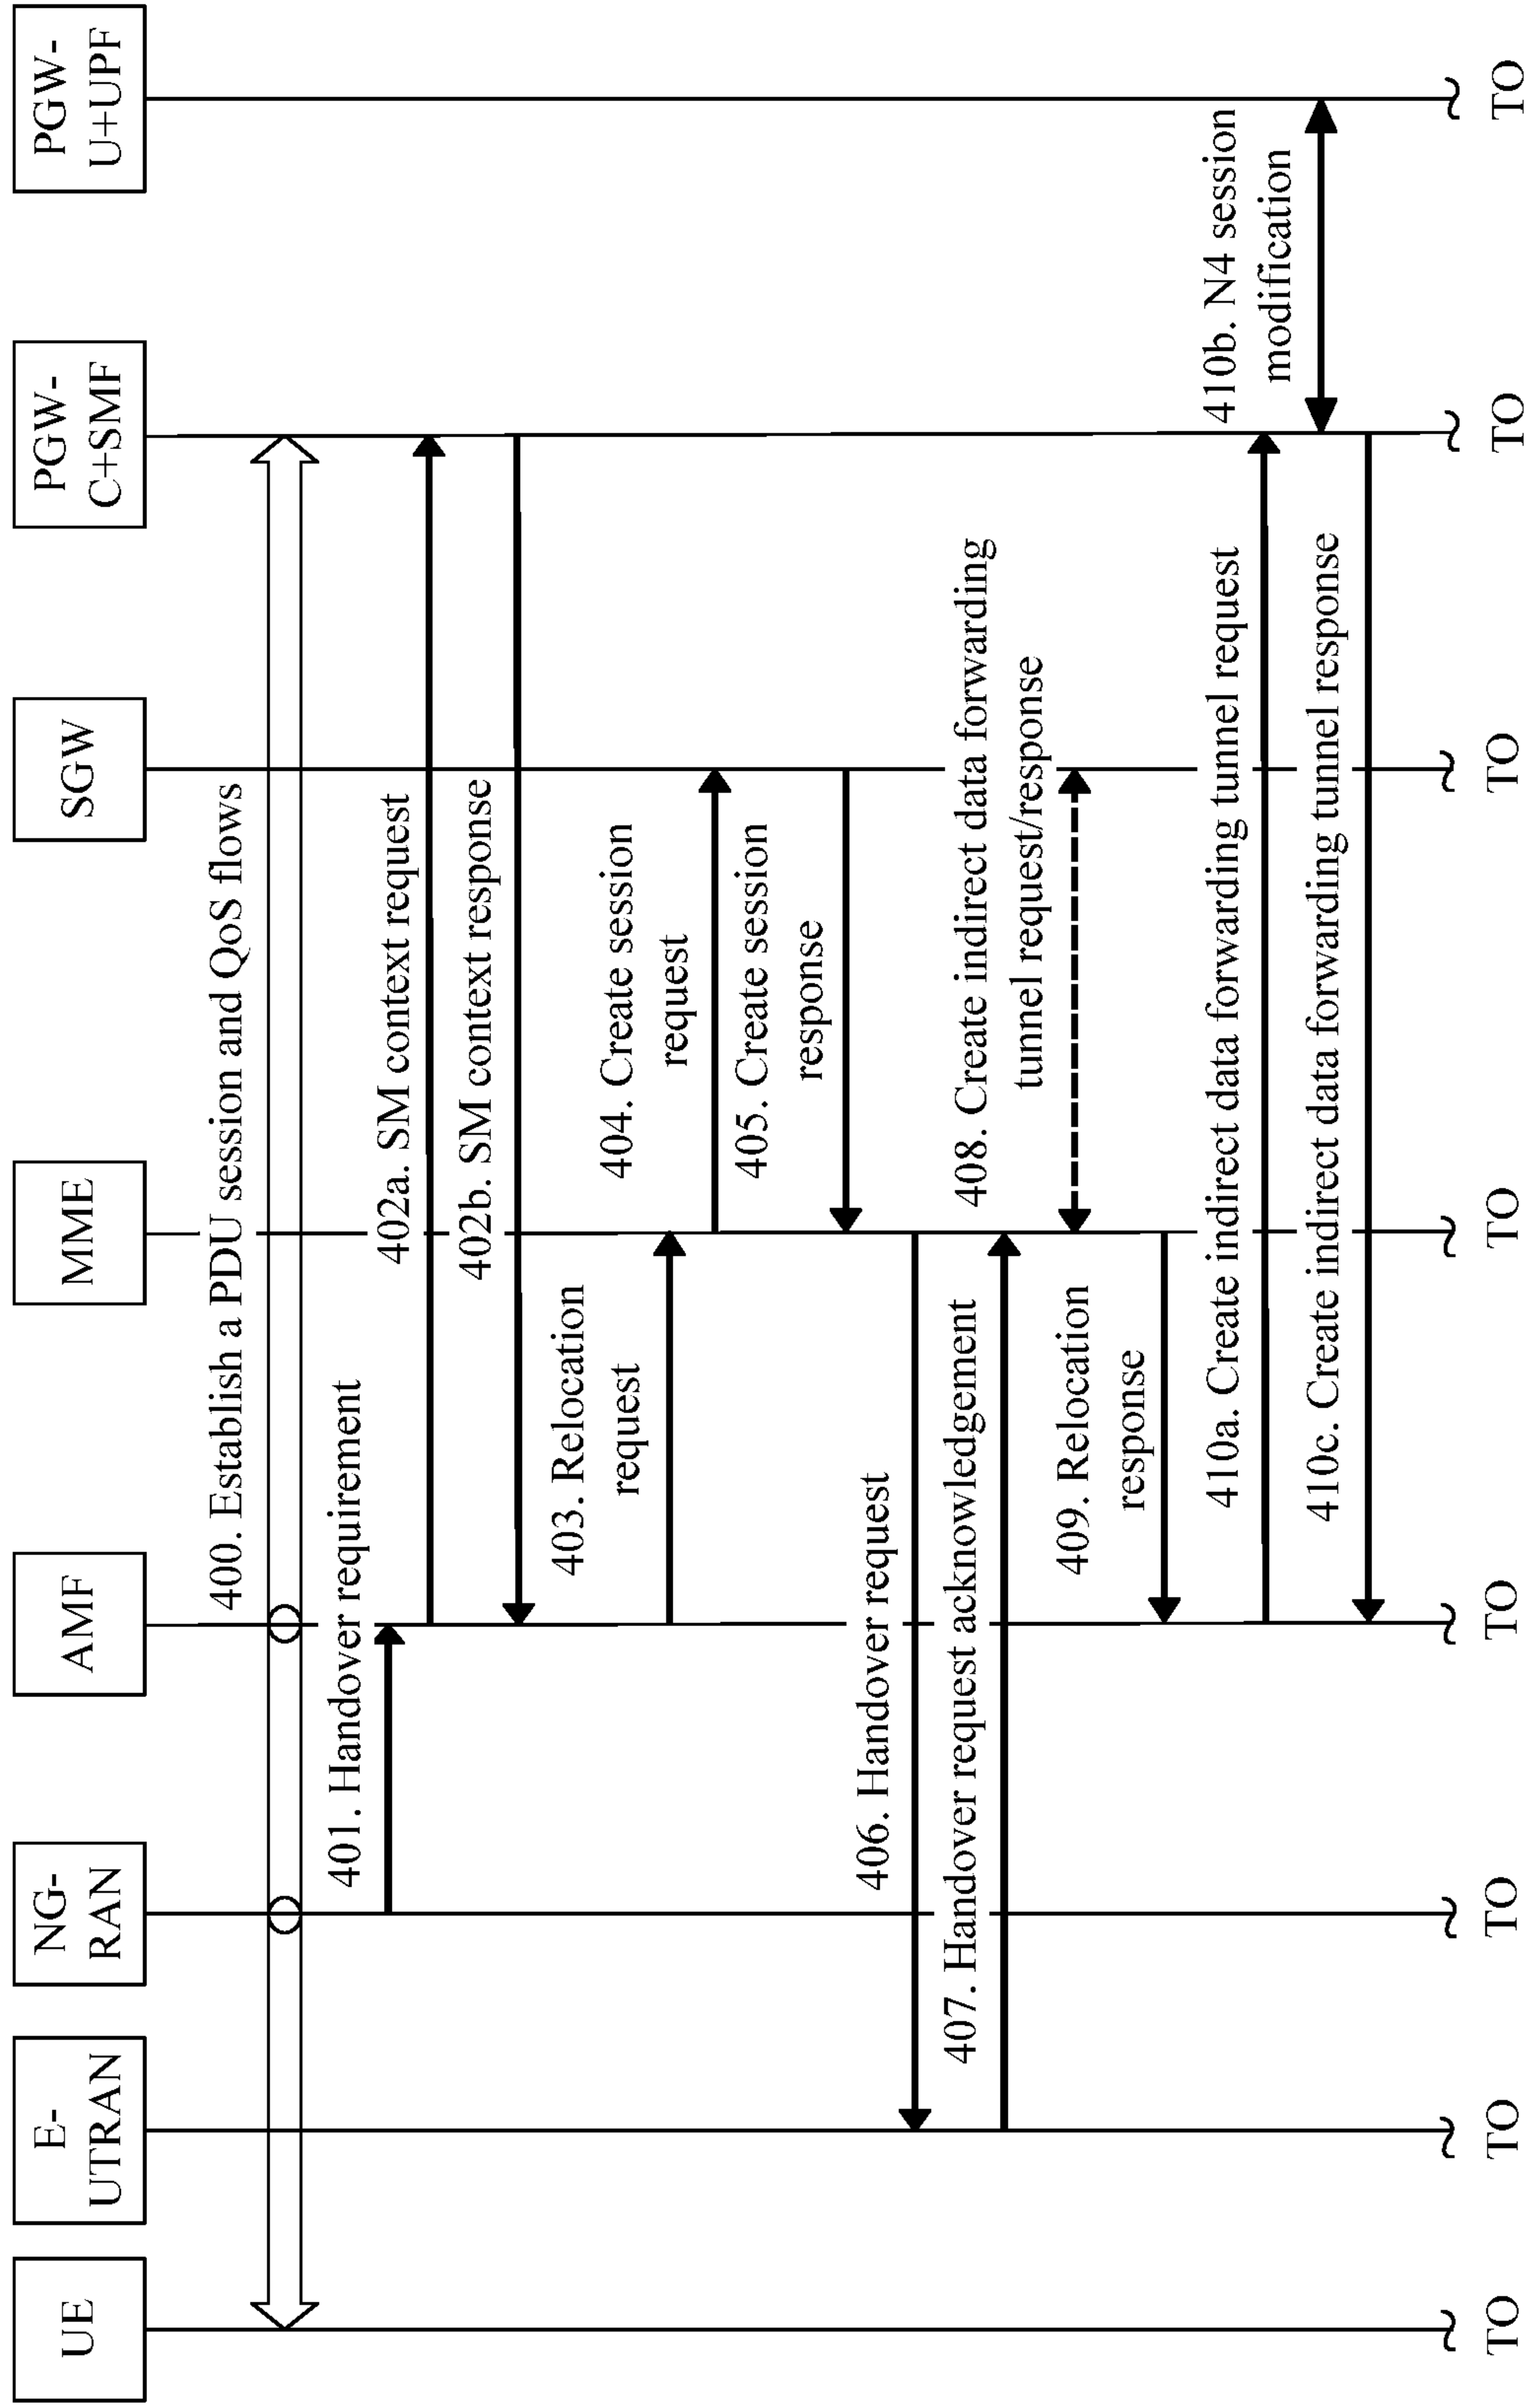 UE
E-
UTRAN
NG-
RAN
AMF
MME
SGW
PGW-
C+SMF
PGW-
U+UPF
400. Establish a PDU session and QoS flows
401. Handover requirement
402a. SM context request
402b. SM context response
403. Relocation
request
404. Create session
request
405. Create session
response
406. Handover request
407. Handover request acknowledgement
408. Create indirect data forwarding
tunnel request/response
409. Relocation
response
410a. Create indirect data forwarding tunnel request
410b. N4 session
modification
410c. Create indirect data forwarding tunnel response
TO
TO
TO
TO
TO
TO
TO
TO